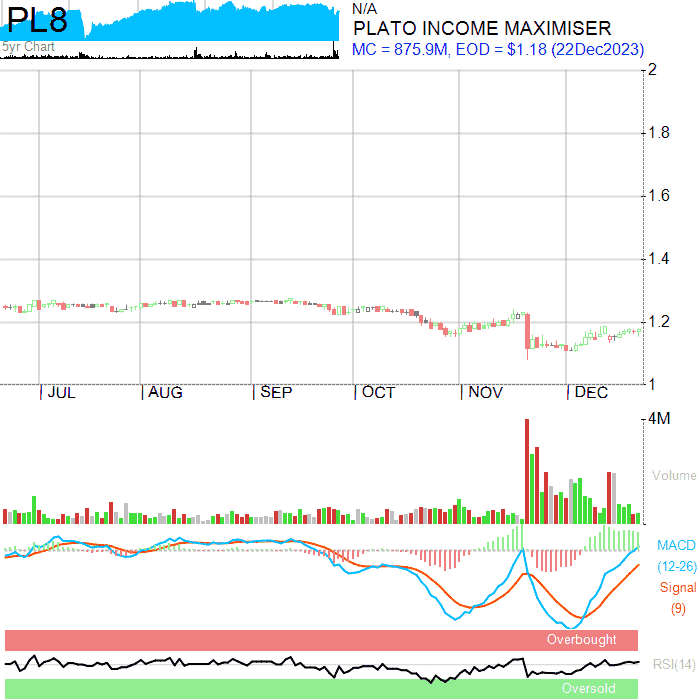 PL8
5yr Chart
N/A
PLATO INCOME MAXIMISER
MC = 875.9M, EOD = $1.18 (22Dec2023)
2
1.8
1.6
1.4
1.2
1
JUL AUG SEP OCT NOV DEC
4M
Volume
MACD
(12-26)
Signal
(9)
Overbought
RSI(14)
Oversold